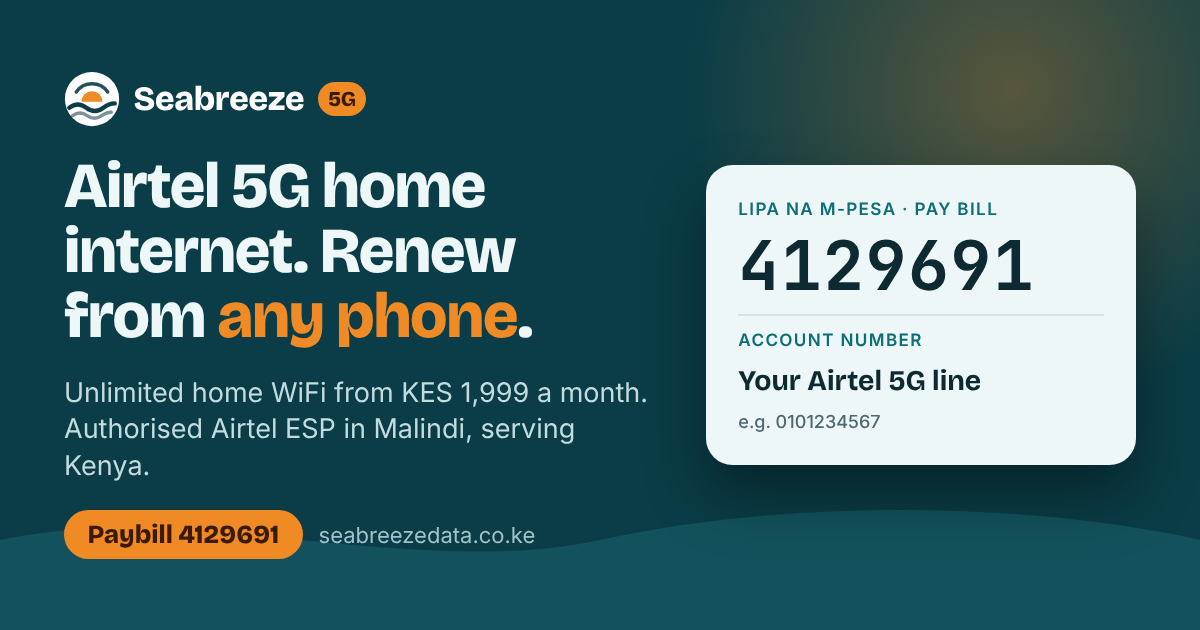 Seabreeze 5G
Airtel 5G home
internet. Renew
from any phone.
Unlimited home WiFi from KES 1,999 a month.
Authorised Airtel ESP in Malindi, serving
Kenya.
Paybill 4129691 seabreezedata.co.ke
LIPA NA M-PESA · PAY BILL
4129691
ACCOUNT NUMBER
Your Airtel 5G line
e.g. 0101234567